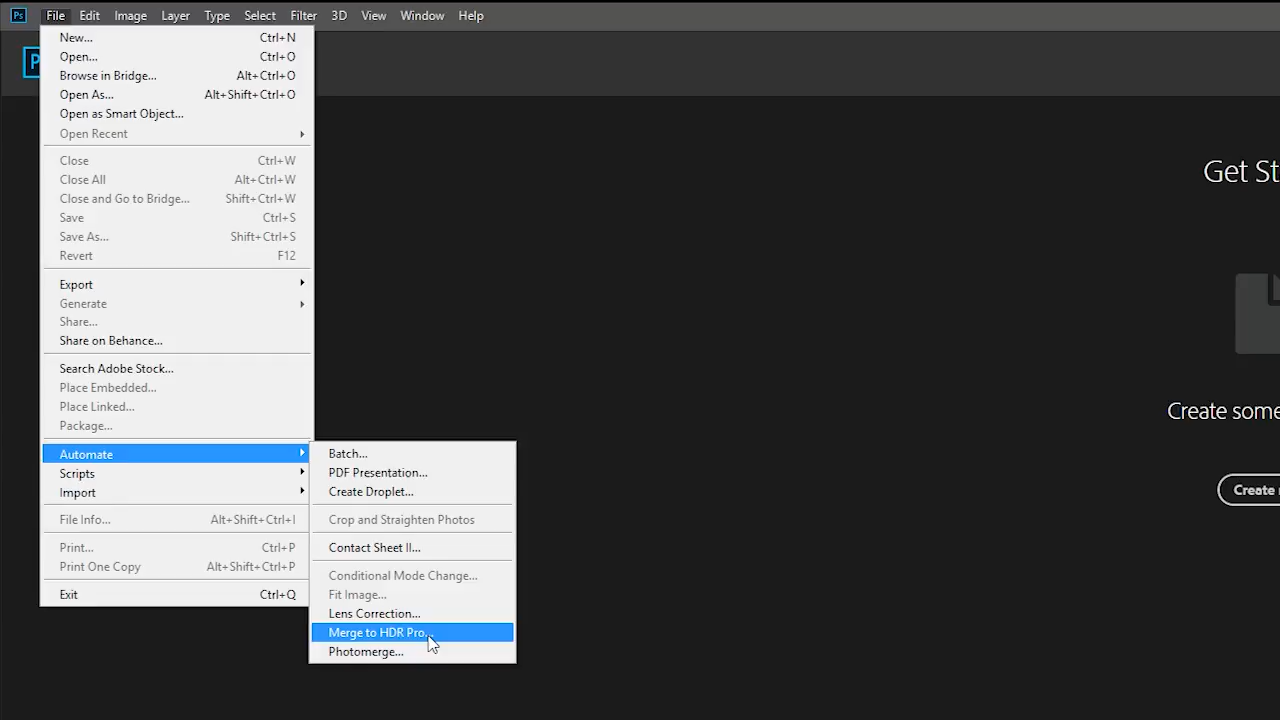 Ps File Edit Image Layer Type Select Filter 3D View Window Help
New... Ctrl+N
Open... Ctrl+O
Browse in Bridge... Alt+Ctrl+O
Open As... Alt+Shift+Ctrl+O
Open as Smart Object...
Open Recent
Close Ctrl+W
Close All Alt+Ctrl+W
Close and Go to Bridge... Shift+Ctrl+W
Save Ctrl+S
Save As... Shift+Ctrl+S
Revert F12
Export
Generate
Share...
Share on Behance...
Search Adobe Stock...
Place Embedded...
Place Linked...
Package...
Automate
Scripts
Import
File Info... Alt+Shift+Ctrl+I
Print... Ctrl+P
Print One Copy Alt+Shift+Ctrl+P
Exit Ctrl+Q
Batch...
PDF Presentation...
Create Droplet...
Crop and Straighten Photos
Contact Sheet II...
Conditional Mode Change...
Fit Image...
Lens Correction...
Merge to HDR Pro...
Photomerge...
Get St
Create some
Create